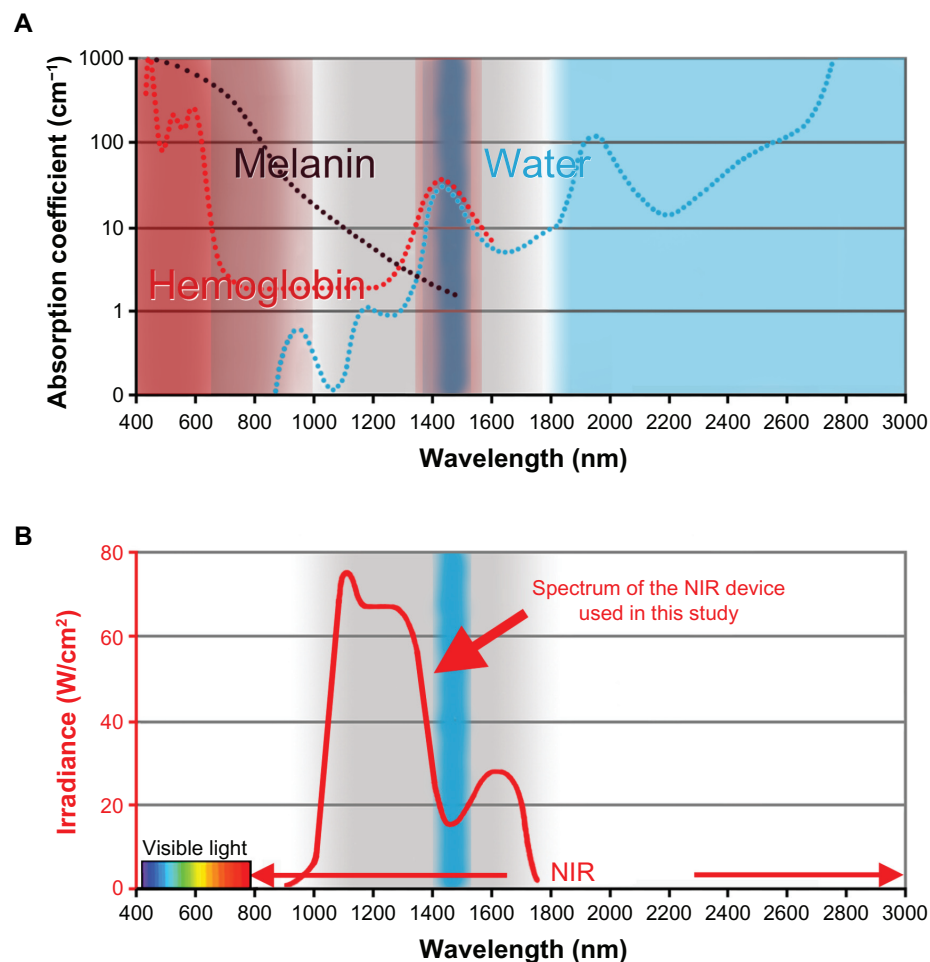 A
Absorption coefficient (cm⁻¹)
1000
100
10
1
0
Melanin
Water
Hemoglobin
400 600 800 1000 1200 1400 1600 1800 2000 2200 2400 2600 2800 3000
Wavelength (nm)
B
Irradiance (W/cm²)
80
60
40
20
0
Spectrum of the NIR device
used in this study
Visible light
NIR
400 600 800 1000 1200 1400 1600 1800 2000 2200 2400 2600 2800 3000
Wavelength (nm)